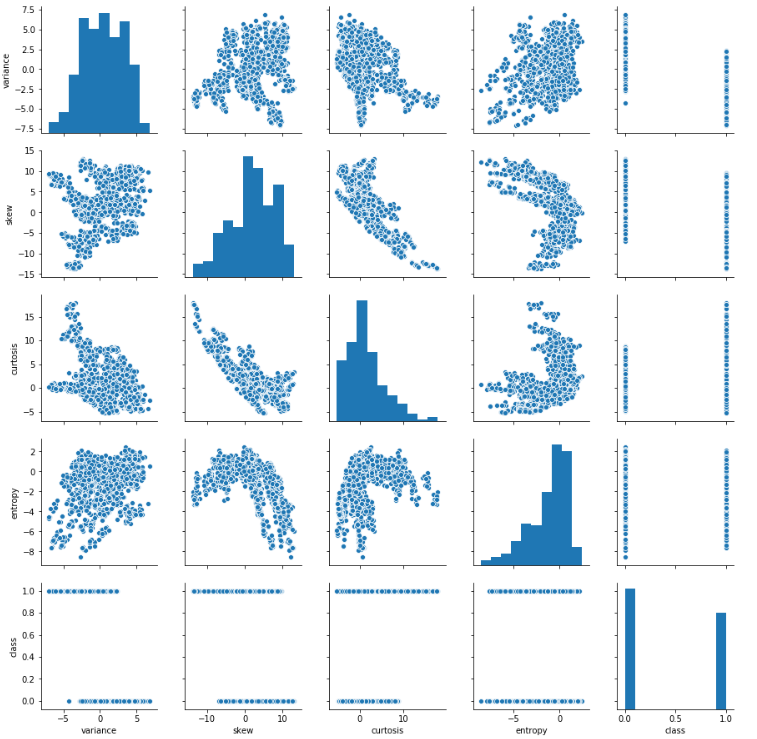 7.5
5.0
2.5
0.0
−2.5
−5.0
−7.5
variance
15
10
5
0
−5
−10
−15
skew
15
10
5
0
−5
curtosis
2
0
−2
−4
−6
−8
entropy
1.0
0.8
0.6
0.4
0.2
0.0
class
−5 0 5
variance
−10 0 10
skew
0 10
curtosis
−5 0
entropy
0.0 0.5 1.0
class